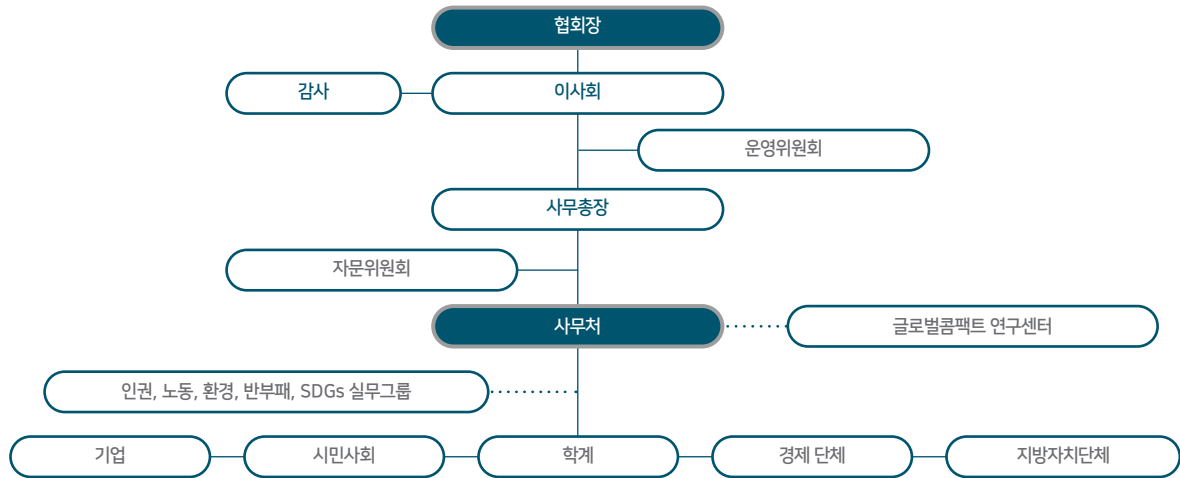 협회장
감사
이사회
운영위원회
사무총장
자문위원회
사무처
글로벌콤팩트 연구센터
인권, 노동, 환경, 반부패, SDGs 실무그룹
기업
시민사회
학계
경제 단체
지방자치단체